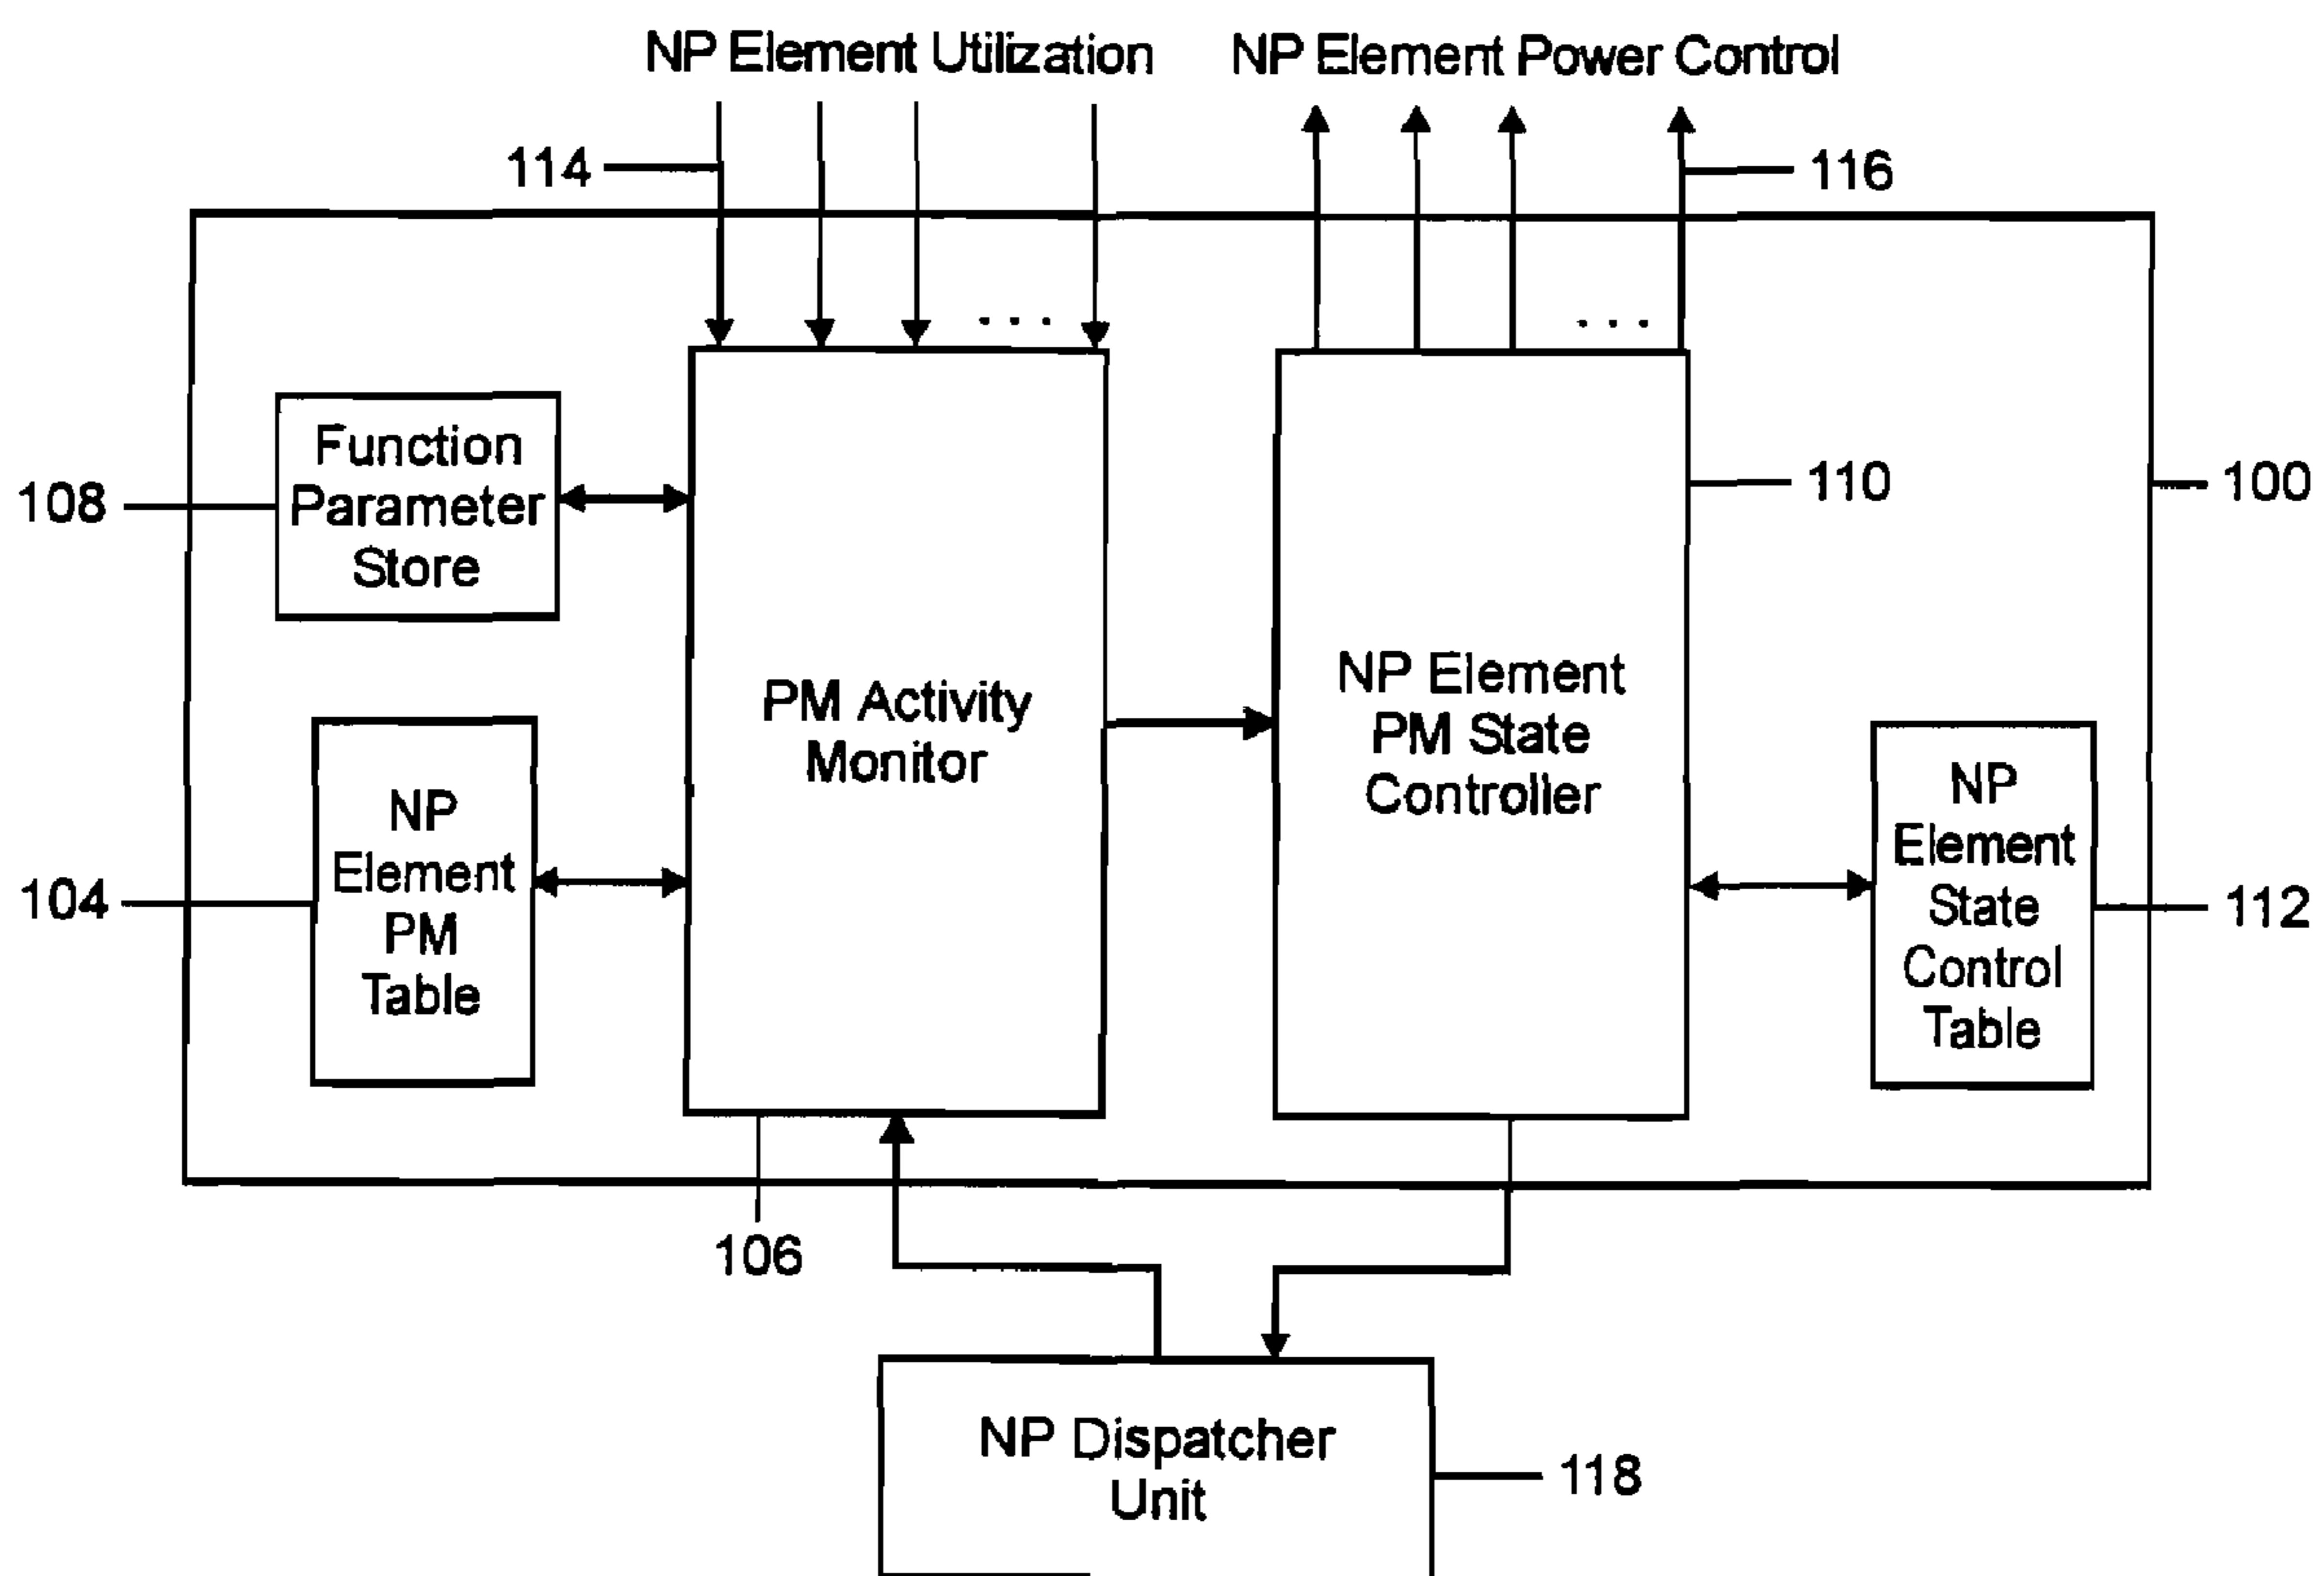 NP Element Utilization
NP Element Power Control
114
116
Function
Parameter
Store
108
110
100
PM Activity
Monitor
NP Element
PM State
Controller
NP
Element
PM
Table
104
NP
Element
State
Control
Table
112
106
NP Dispatcher
Unit
118